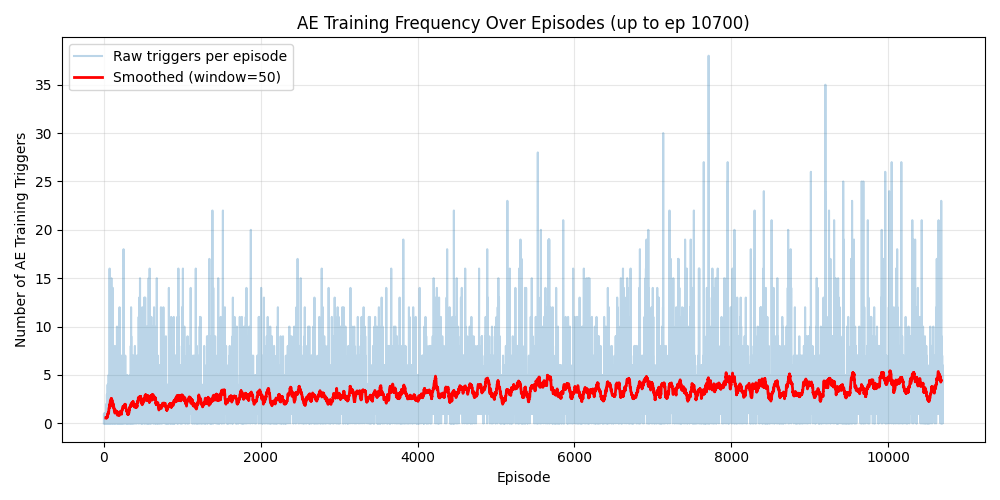 AE Training Frequency Over Episodes (up to ep 10700)
Raw triggers per episode
Smoothed (window=50)
Number of AE Training Triggers
35
30
25
20
15
10
5
0
0 2000 4000 6000 8000 10000
Episode